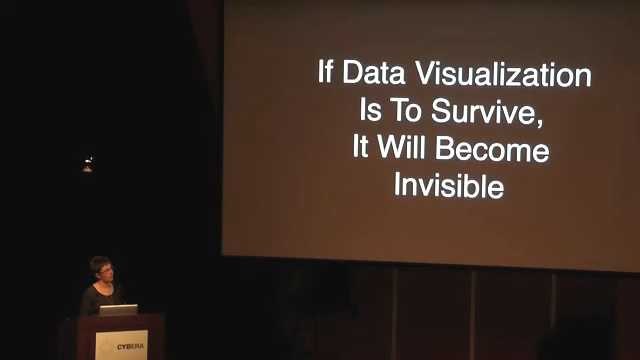 If Data Visualization
Is To Survive,
It Will Become
Invisible
CYBERA